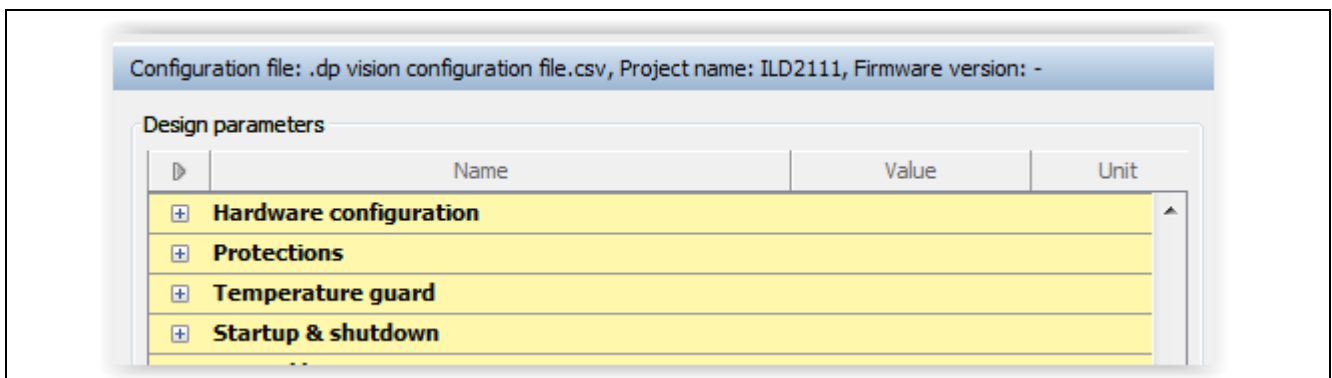 Configuration file: .dp vision configuration file.csv, Project name: ILD2111, Firmware version: -
Design parameters
Name Value Unit
Hardware configuration
Protections
Temperature guard
Startup & shutdown